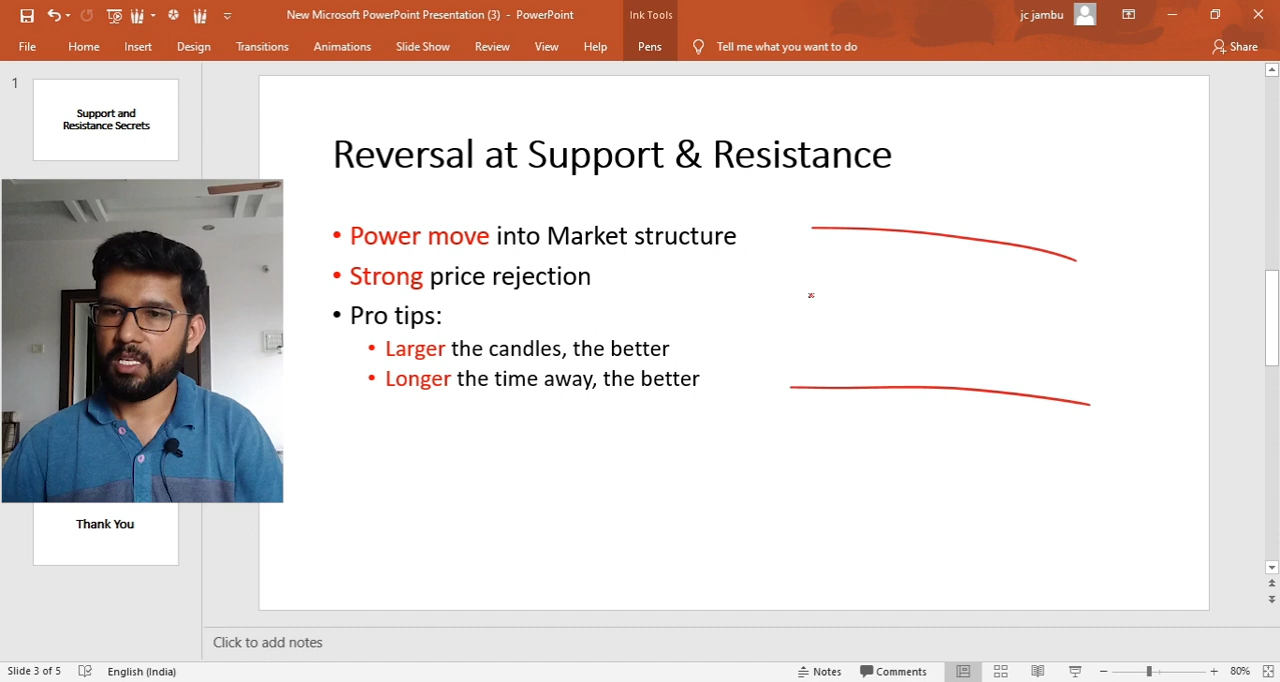 New Microsoft PowerPoint Presentation (3) - PowerPoint
Ink Tools
jc jambu
File
Home
Insert
Design
Transitions
Animations
Slide Show
Review
View
Help
Pens
Tell me what you want to do
Share
1
Support and
Resistance Secrets
Reversal at Support & Resistance
• Power move into Market structure
• Strong price rejection
• Pro tips:
• Larger the candles, the better
• Longer the time away, the better
Thank You
Click to add notes
Slide 3 of 5
English (India)
Notes
Comments
80%